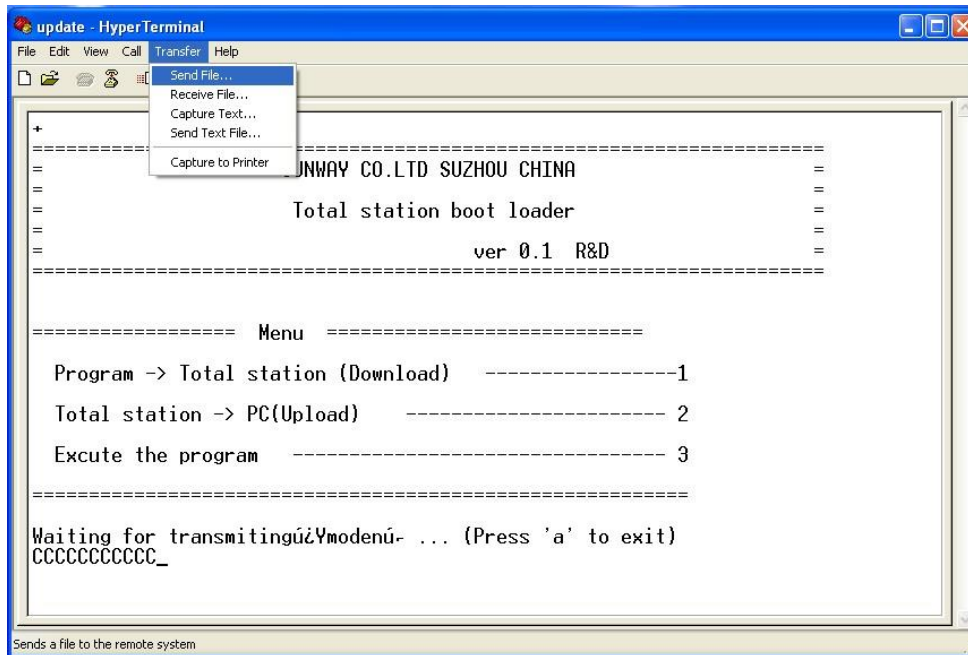 update - HyperTerminal
File Edit View Call Transfer Help
Send File...
Receive File...
Capture Text...
Send Text File...
Capture to Printer
+
======================================================================
= CO.LTD SUZHOU CHINA =
= =
= Total station boot loader =
= =
= ver 0.1 R&D =
======================================================================
================== Menu ============================
Program -> Total station (Download) -----------------1
Total station -> PC(Upload) ----------------------- 2
Excute the program --------------------------------- 3
==========================================================
Waiting for transmitingú¿Ymodenú⌐ ... (Press 'a' to exit)
CCCCCCCCCCC_
Sends a file to the remote system